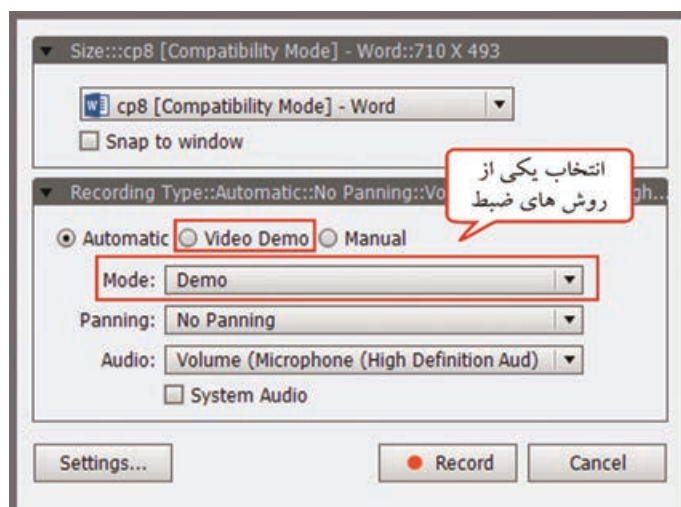 Size:::cp8 [Compatibility Mode] - Word::710 X 493
cp8 [Compatibility Mode] - Word
Snap to window
انتخاب یکی از
روش های ضبط
Recording Type::Automatic::No Panning::Vo gh...
Automatic Video Demo Manual
Mode: Demo
Panning: No Panning
Audio: Volume (Microphone (High Definition Aud)
System Audio
Settings... Record Cancel